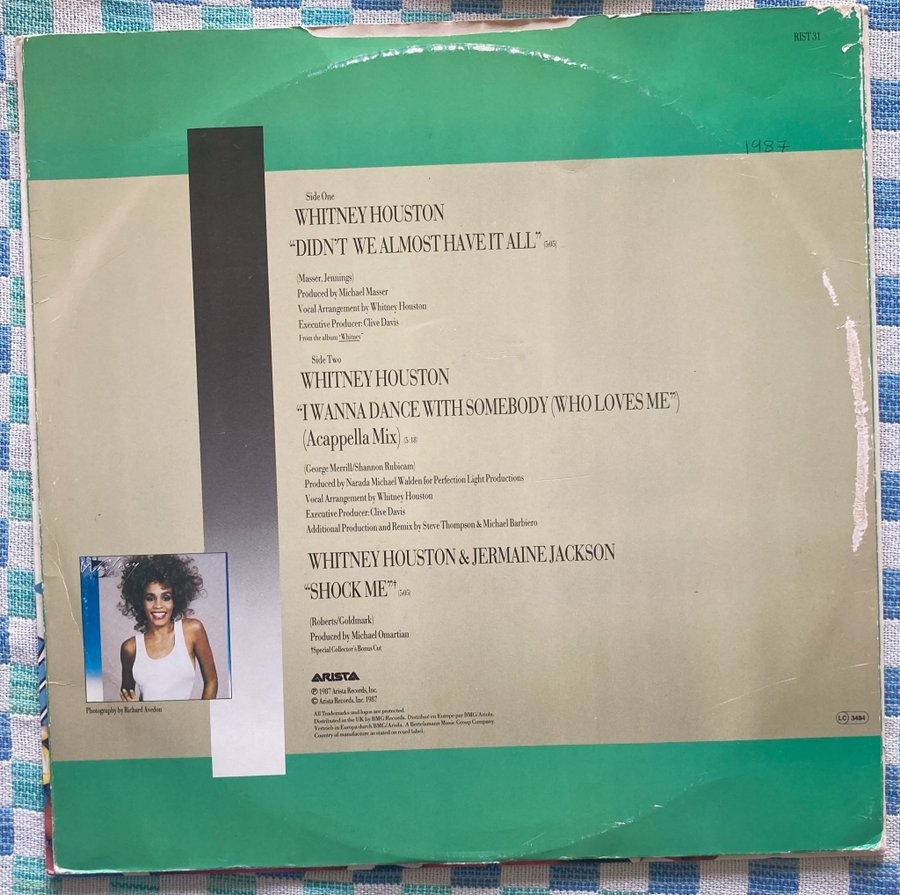 RIST 31
1987
Side One
WHITNEY HOUSTON
“DIDN'T WE ALMOST HAVE IT ALL” (5:05)
(Masser, Jennings)
Produced by Michael Masser
Vocal Arrangement by Whitney Houston
Executive Producer: Clive Davis
From the album “Whitney”
Side Two
WHITNEY HOUSTON
“I WANNA DANCE WITH SOMEBODY (WHO LOVES ME”)
(Acappella Mix) (5:18)
(George Merrill/Shannon Rubicam)
Produced by Narada Michael Walden for Perfection Light Productions
Vocal Arrangement by Whitney Houston
Executive Producer: Clive Davis
Additional Production and Remix by Steve Thompson & Michael Barbiero
WHITNEY HOUSTON & JERMAINE JACKSON
“SHOCK ME”† (5:05)
(Roberts/Goldmark)
Produced by Michael Omartian
†Special Collector's Bonus Cut
Whitney
Photography by Richard Avedon
ARISTA
℗ 1987 Arista Records, Inc.
© Arista Records, Inc. 1987
All Trademarks and logos are protected.
Distributed in the UK by BMG Records. Distribué en Europe par BMG/Ariola.
Vertrieb in Europa durch BMG/Ariola. A Bertelsmann Music Group Company.
Country of manufacture as stated on record label.
LC 3484